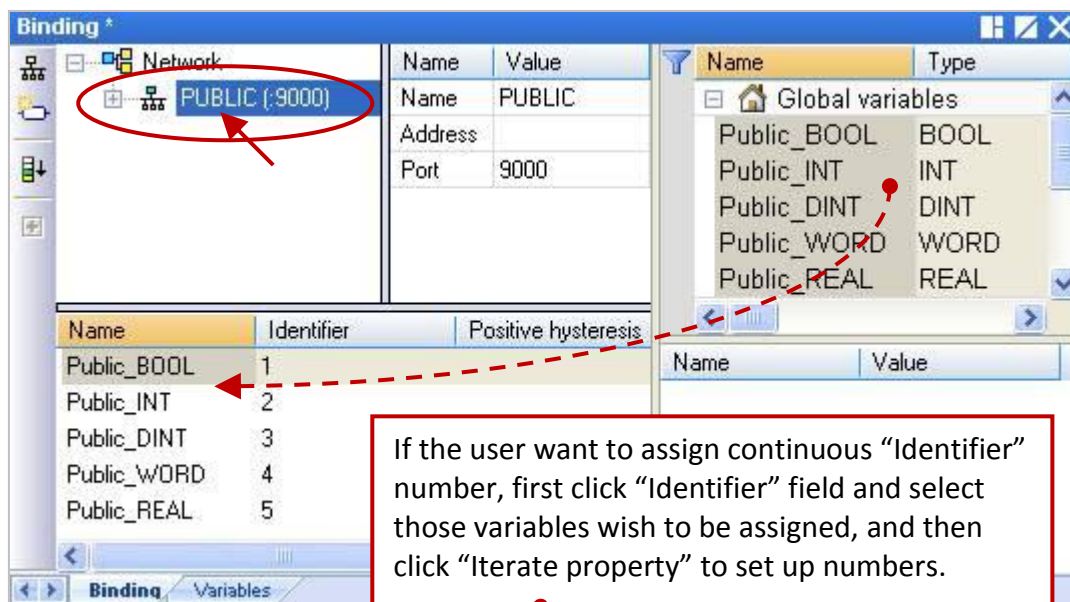 Binding *
Network
PUBLIC (:9000)
Name Value
Name PUBLIC
Address
Port 9000
Name Type
Global variables
Public_BOOL BOOL
Public_INT INT
Public_DINT DINT
Public_WORD WORD
Public_REAL REAL
Name Identifier Positive hysteresis
Public_BOOL 1
Public_INT 2
Public_DINT 3
Public_WORD 4
Public_REAL 5
Name Value
If the user want to assign continuous “Identifier”
number, first click “Identifier” field and select
those variables wish to be assigned, and then
click “Iterate property” to set up numbers.
Binding Variables